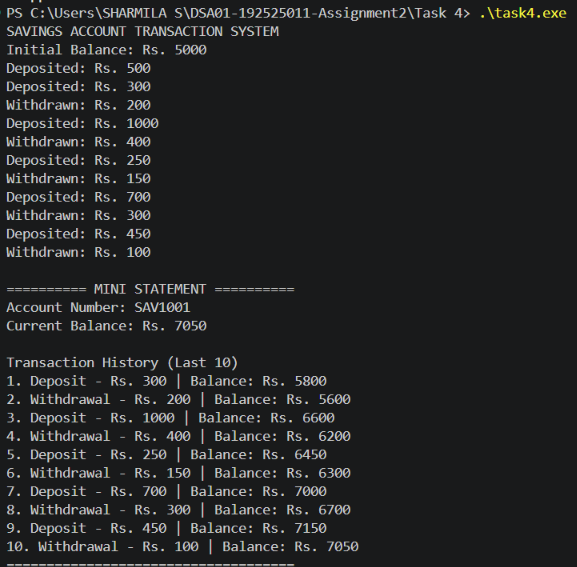 PS C:\Users\SHARMILA S\DSA01-192525011-Assignment2\Task 4> .\task4.exe
SAVINGS ACCOUNT TRANSACTION SYSTEM
Initial Balance: Rs. 5000
Deposited: Rs. 500
Deposited: Rs. 300
Withdrawn: Rs. 200
Deposited: Rs. 1000
Withdrawn: Rs. 400
Deposited: Rs. 250
Withdrawn: Rs. 150
Deposited: Rs. 700
Withdrawn: Rs. 300
Deposited: Rs. 450
Withdrawn: Rs. 100

========== MINI STATEMENT ==========
Account Number: SAV1001
Current Balance: Rs. 7050

Transaction History (Last 10)
1. Deposit - Rs. 300 | Balance: Rs. 5800
2. Withdrawal - Rs. 200 | Balance: Rs. 5600
3. Deposit - Rs. 1000 | Balance: Rs. 6600
4. Withdrawal - Rs. 400 | Balance: Rs. 6200
5. Deposit - Rs. 250 | Balance: Rs. 6450
6. Withdrawal - Rs. 150 | Balance: Rs. 6300
7. Deposit - Rs. 700 | Balance: Rs. 7000
8. Withdrawal - Rs. 300 | Balance: Rs. 6700
9. Deposit - Rs. 450 | Balance: Rs. 7150
10. Withdrawal - Rs. 100 | Balance: Rs. 7050
====================================